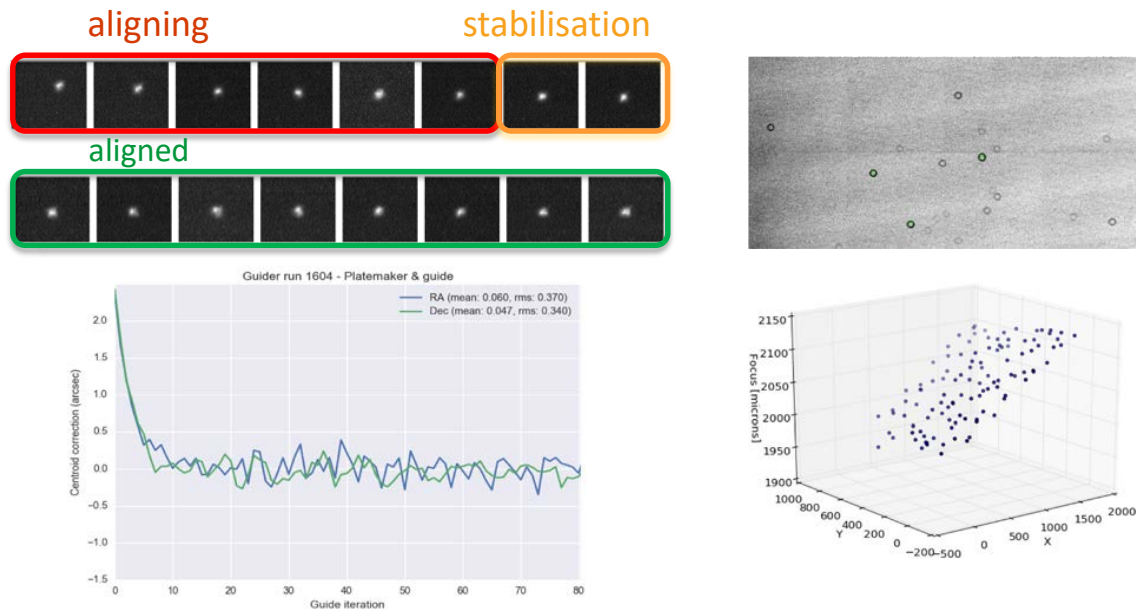 aligning stabilisation
aligned
Guider run 1604 - Platemaker & guide
RA (mean: 0.060, rms: 0.370)
Dec (mean: 0.047, rms: 0.340)
Centroid correction (arcsec)
2.0
1.5
1.0
0.5
0.0
−0.5
−1.0
−1.5
0 10 20 30 40 50 60 70 80
Guide iteration
Focus [microns]
2150
2100
2050
2000
1950
1900
1000
800
600
400
200
0
−200
Y
−500
0
500
1000
1500
2000
X